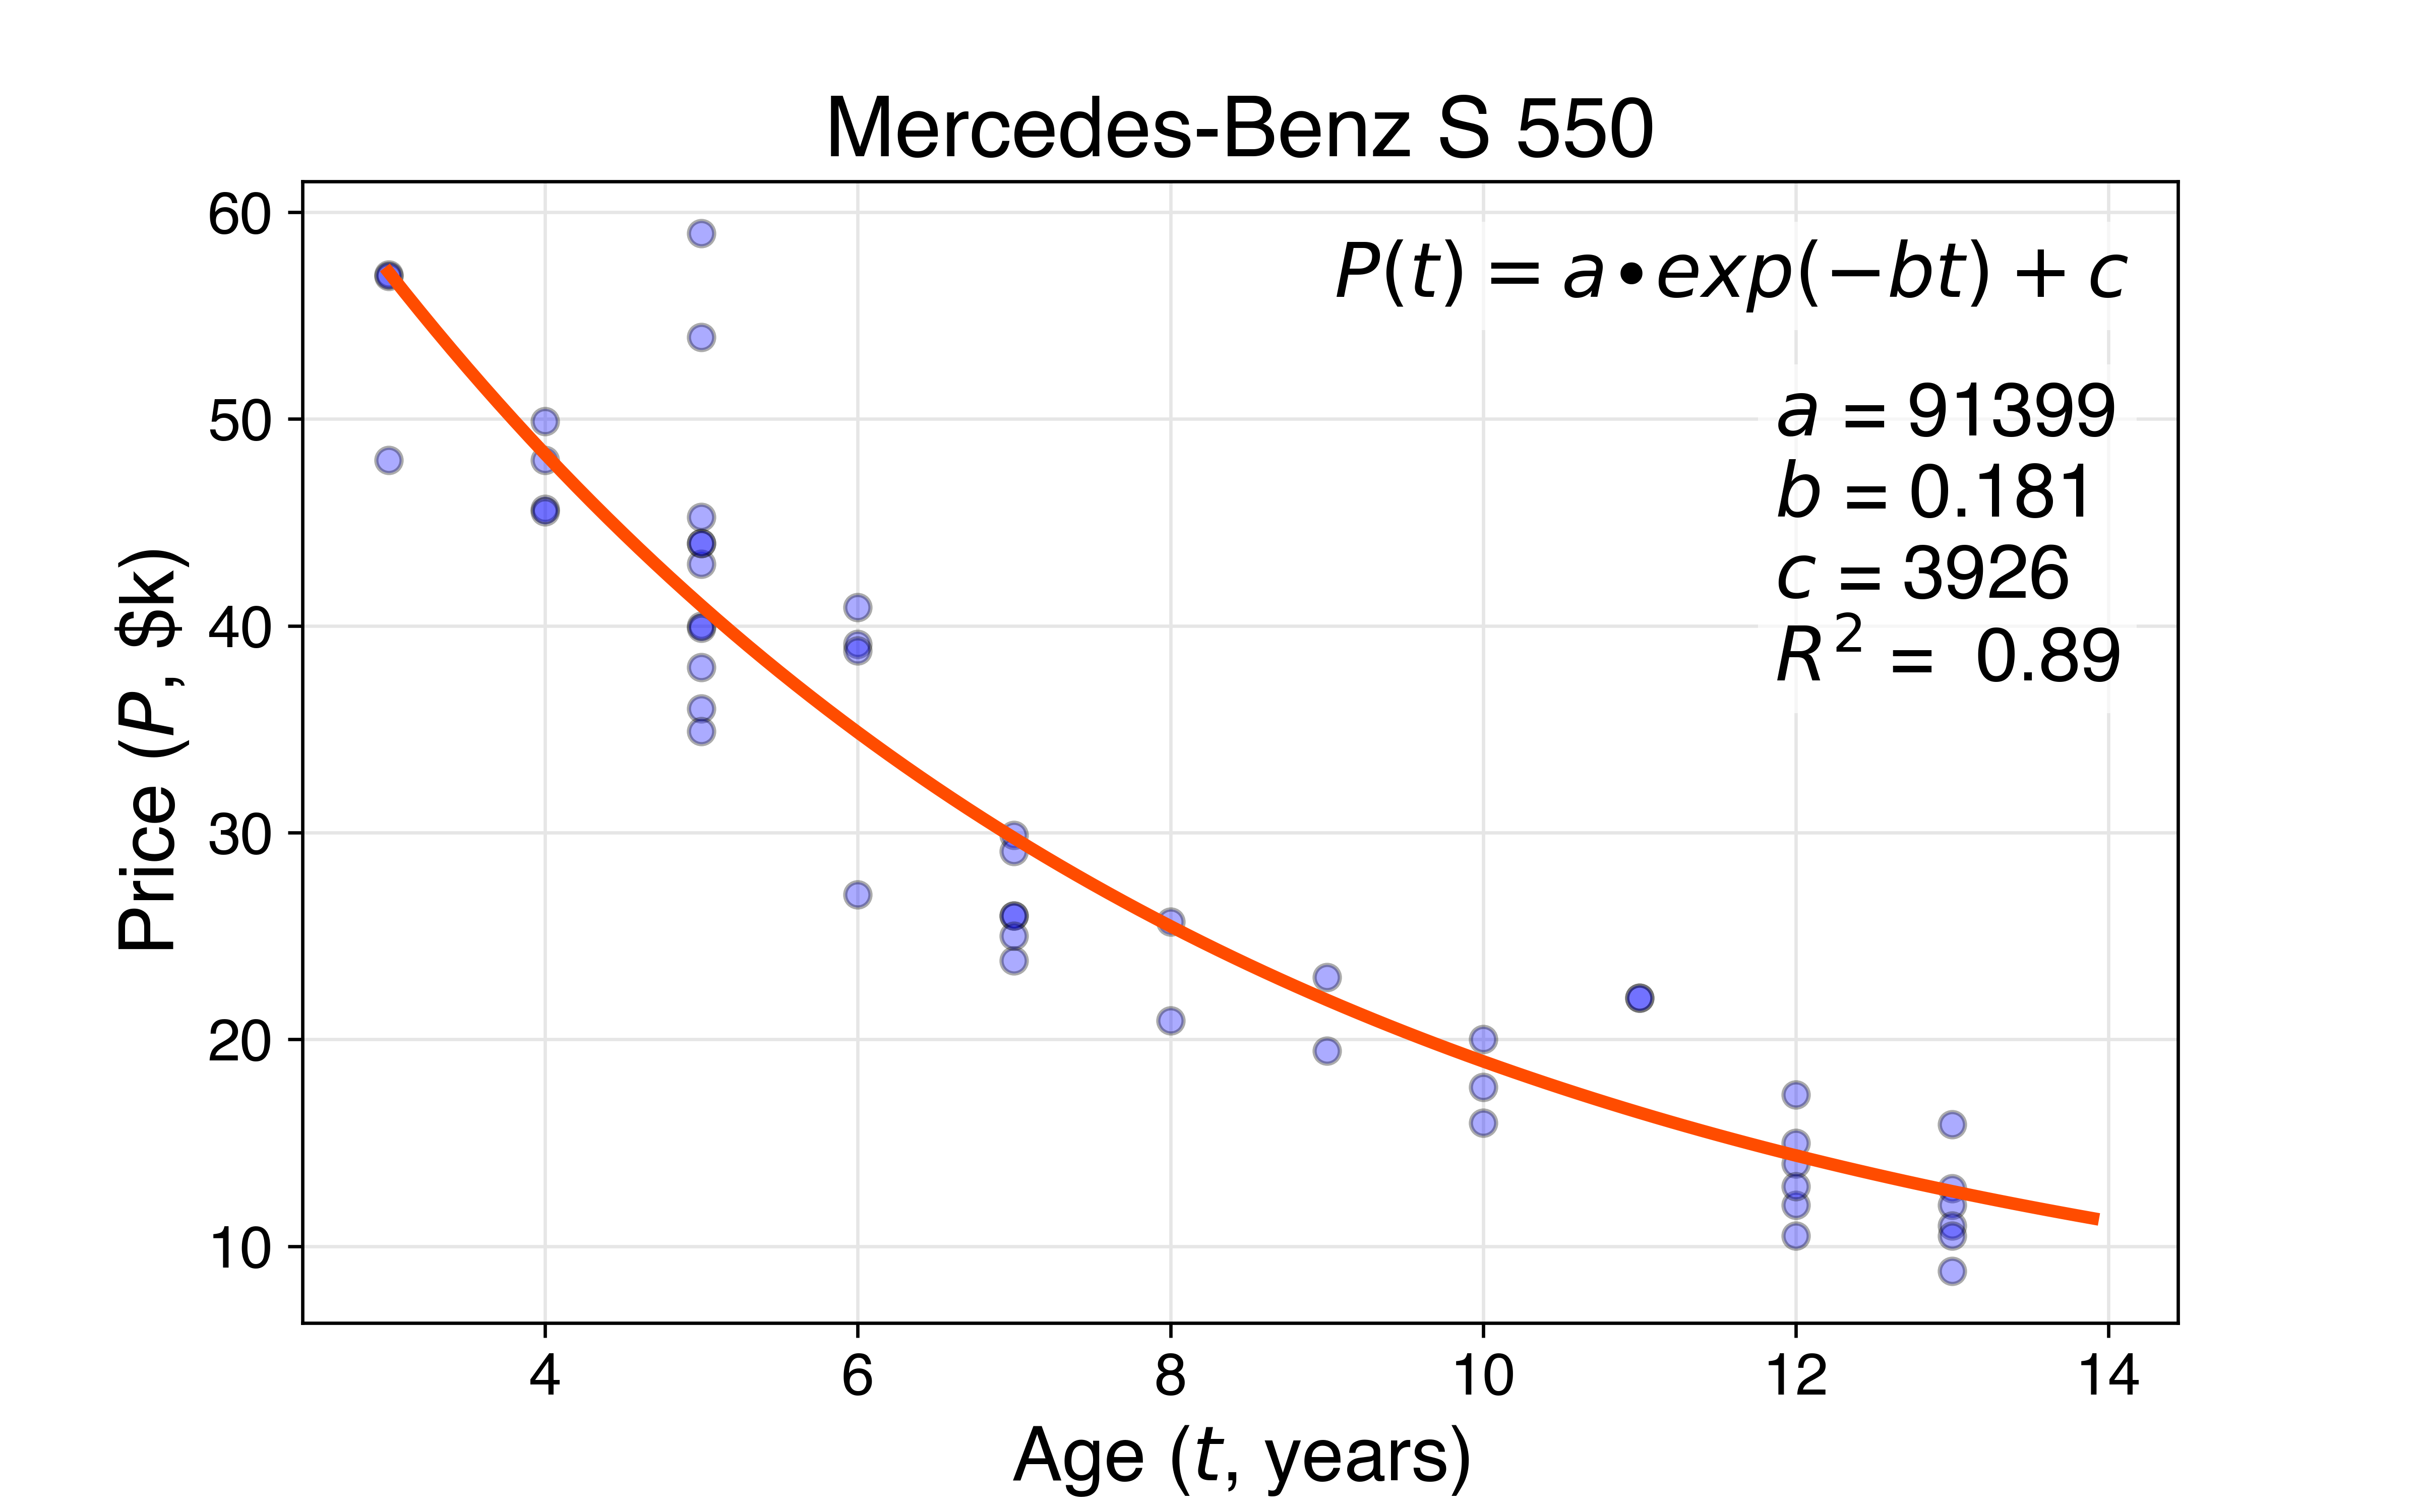 Mercedes-Benz S 550
P(t) = a•exp(−bt) + c
a = 91399
b = 0.181
c = 3926
R² = 0.89
Price (P, $k)
60
50
40
30
20
10
4 6 8 10 12 14
Age (t, years)